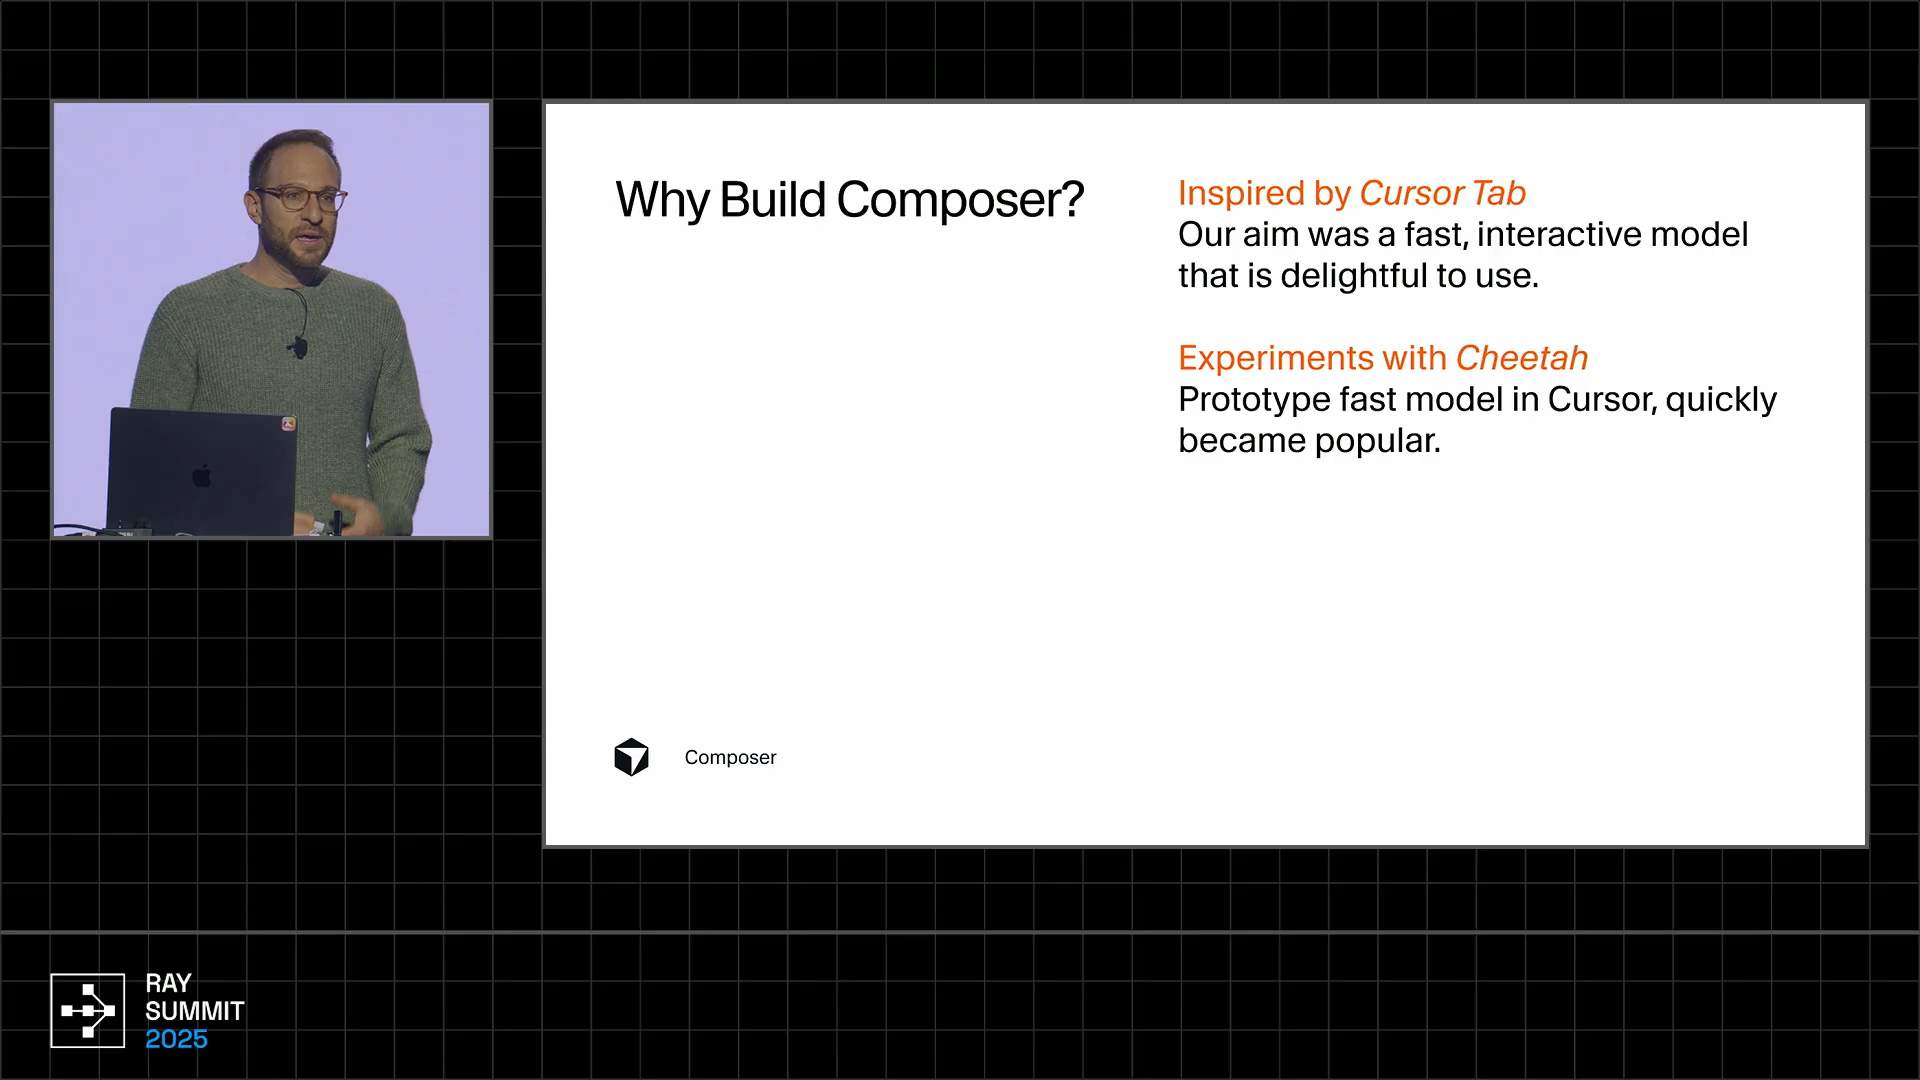 Why Build Composer?
Inspired by Cursor Tab
Our aim was a fast, interactive model
that is delightful to use.
Experiments with Cheetah
Prototype fast model in Cursor, quickly
became popular.
Composer
RAY
SUMMIT
2025